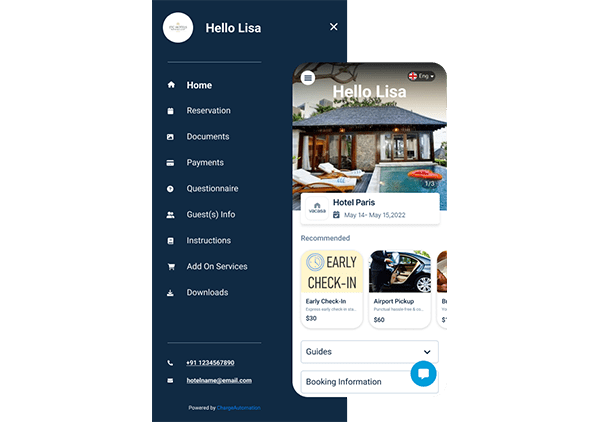 Hello Lisa
Home
Reservation
Documents
Payments
Questionnaire
Guest(s) Info
Instructions
Add On Services
Downloads
+91 1234567890
hotelname@email.com
Powered by ChargeAutomation
Eng
Hello Lisa
1/3
vacasa
Hotel Paris
May 14- May 15,2022
Recommended
EARLY
CHECK-IN
Early Check-In
Express early check in sta...
$30
Airport Pickup
Punctual hassle free & co...
$60
Guides
Booking Information